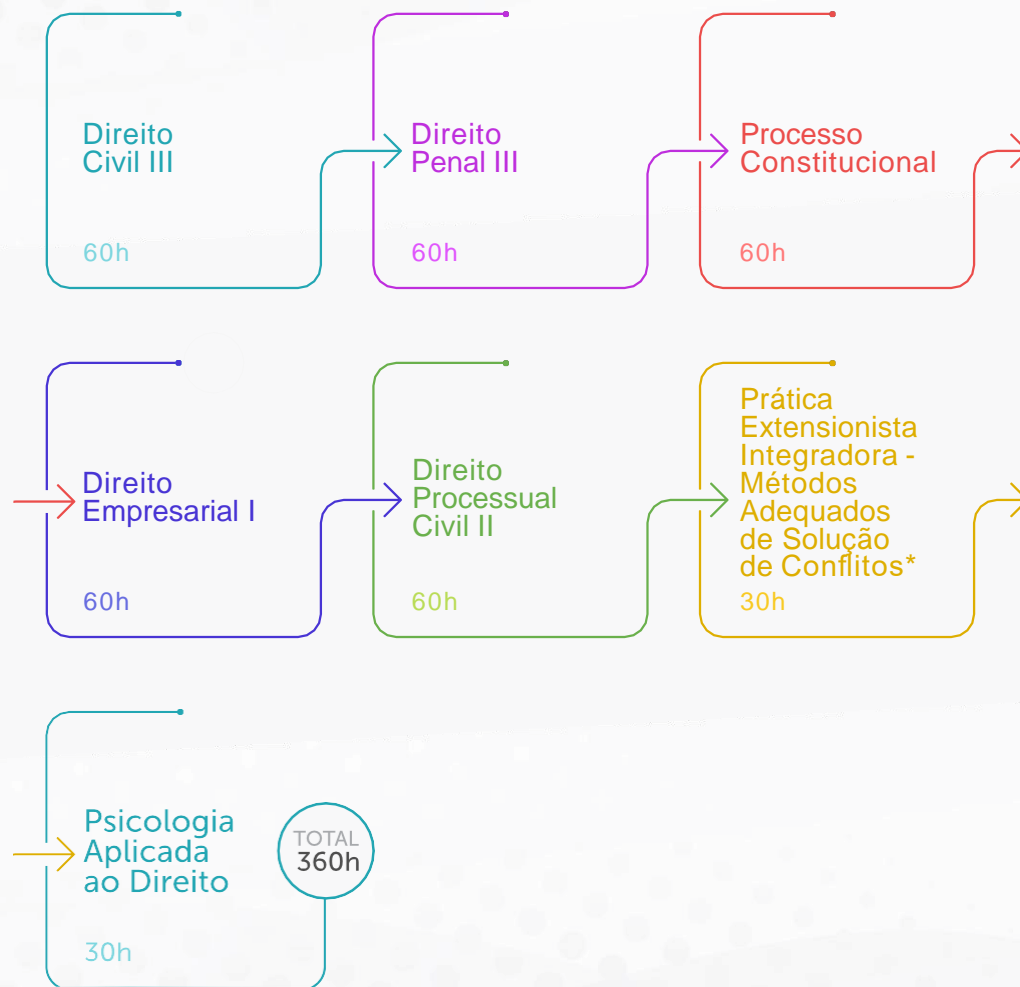 Direito
Civil III
60h
Direito
Penal III
60h
Processo
Constitucional
60h
Direito
Empresarial I
60h
Direito
Processual
Civil II
60h
Prática
Extensionista
Integradora -
Métodos
Adequados
de Solução
de Conflitos*
30h
Psicologia
Aplicada
ao Direito
30h
TOTAL
360h